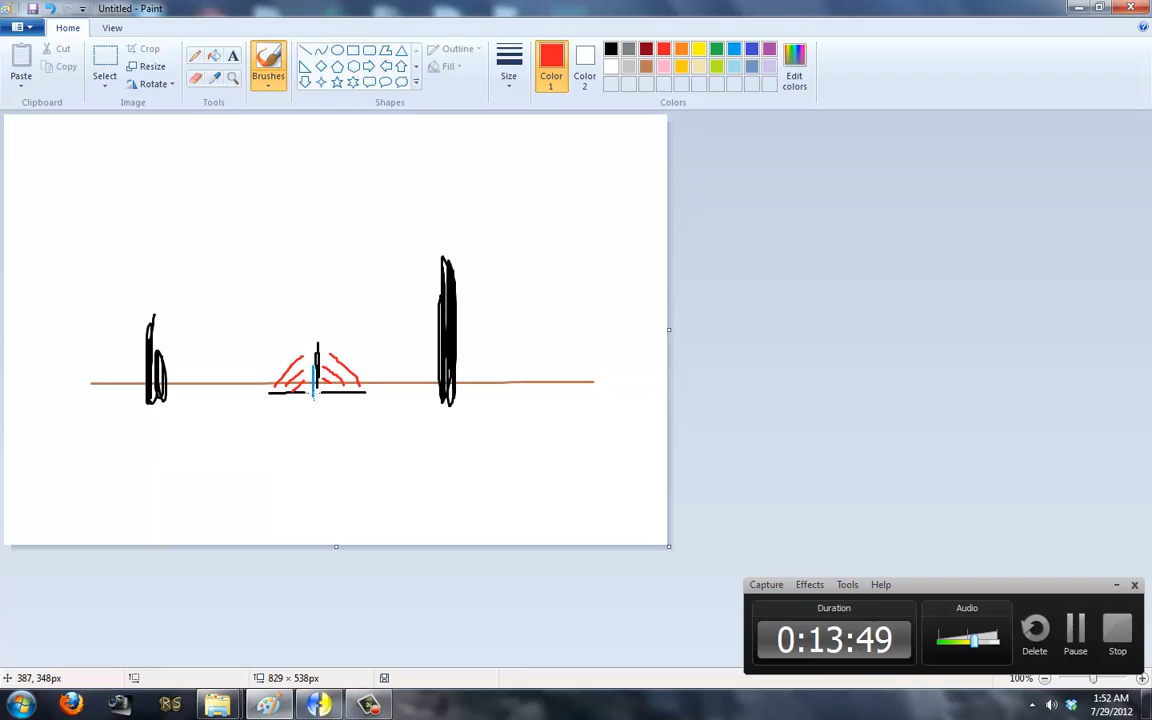 Untitled - Paint
Home
View
Paste
Cut
Copy
Clipboard
Select
Crop
Resize
Rotate
Image
A
Tools
Brushes
Shapes
Outline
Fill
Size
Color 1
Color 2
Edit colors
Colors
Capture Effects Tools Help
Duration
0:13:49
Audio
Delete
Pause
Stop
387, 348px
829 × 538px
100%
RS
1:52 AM
7/29/2012